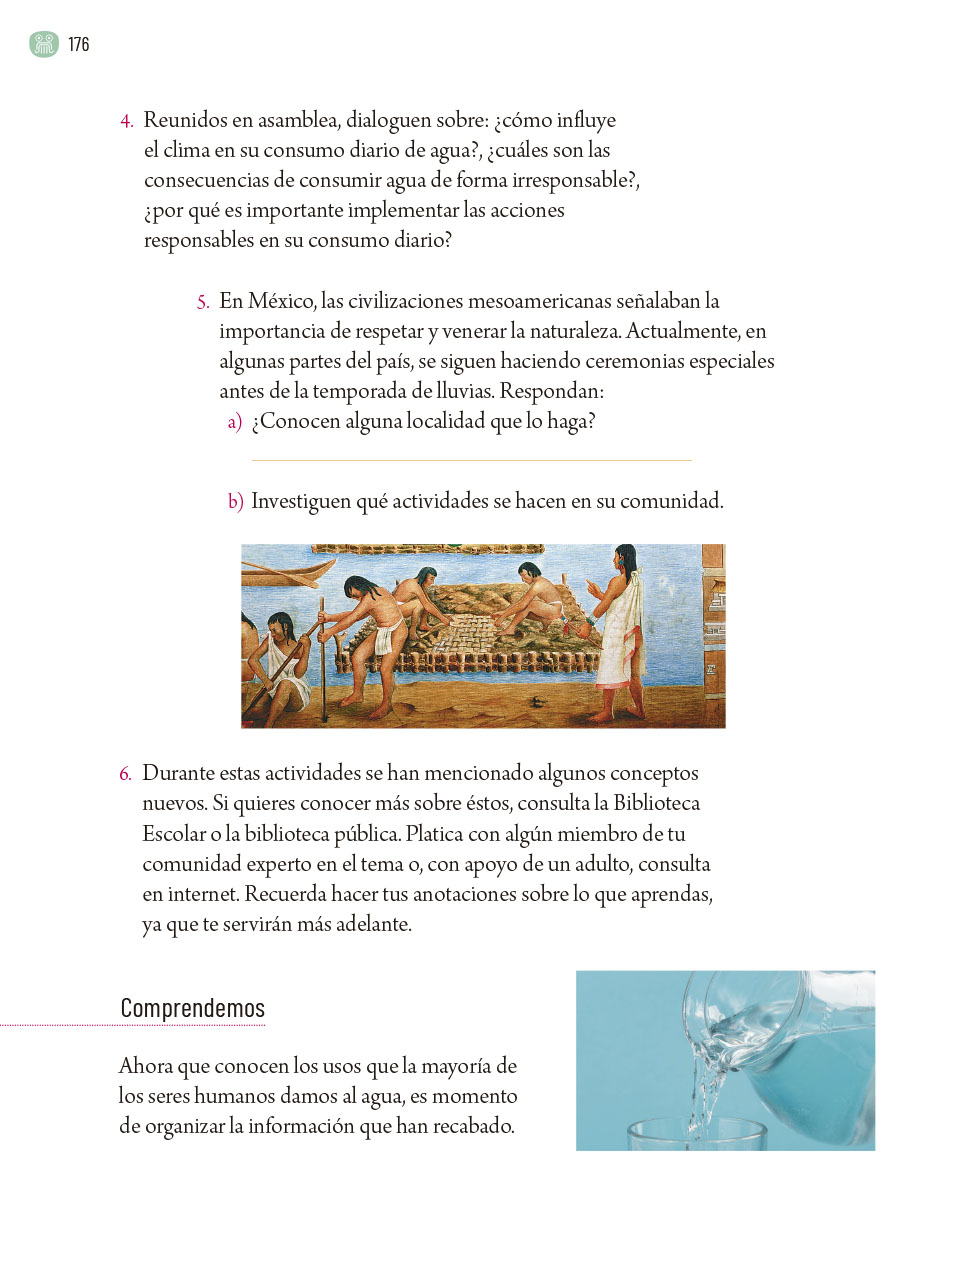 176
4. Reunidos en asamblea, dialoguen sobre: ¿cómo influye
el clima en su consumo diario de agua?, ¿cuáles son las
consecuencias de consumir agua de forma irresponsable?,
¿por qué es importante implementar las acciones
responsables en su consumo diario?
5. En México, las civilizaciones mesoamericanas señalaban la
importancia de respetar y venerar la naturaleza. Actualmente, en
algunas partes del país, se siguen haciendo ceremonias especiales
antes de la temporada de lluvias. Respondan:
a) ¿Conocen alguna localidad que lo haga?
b) Investiguen qué actividades se hacen en su comunidad.
6. Durante estas actividades se han mencionado algunos conceptos
nuevos. Si quieres conocer más sobre éstos, consulta la Biblioteca
Escolar o la biblioteca pública. Platica con algún miembro de tu
comunidad experto en el tema o, con apoyo de un adulto, consulta
en internet. Recuerda hacer tus anotaciones sobre lo que aprendas,
ya que te servirán más adelante.
Comprendemos
Ahora que conocen los usos que la mayoría de
los seres humanos damos al agua, es momento
de organizar la información que han recabado.